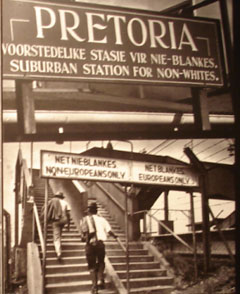 PRETORIA
VOORSTEDELIKE STASIE VIR NIE-BLANKES.
SUBURBAN STATION FOR NON-WHITES.
NET NIE-BLANKES
NON-EUROPEANS ONLY
NET BLANKES
EUROPEANS ONLY